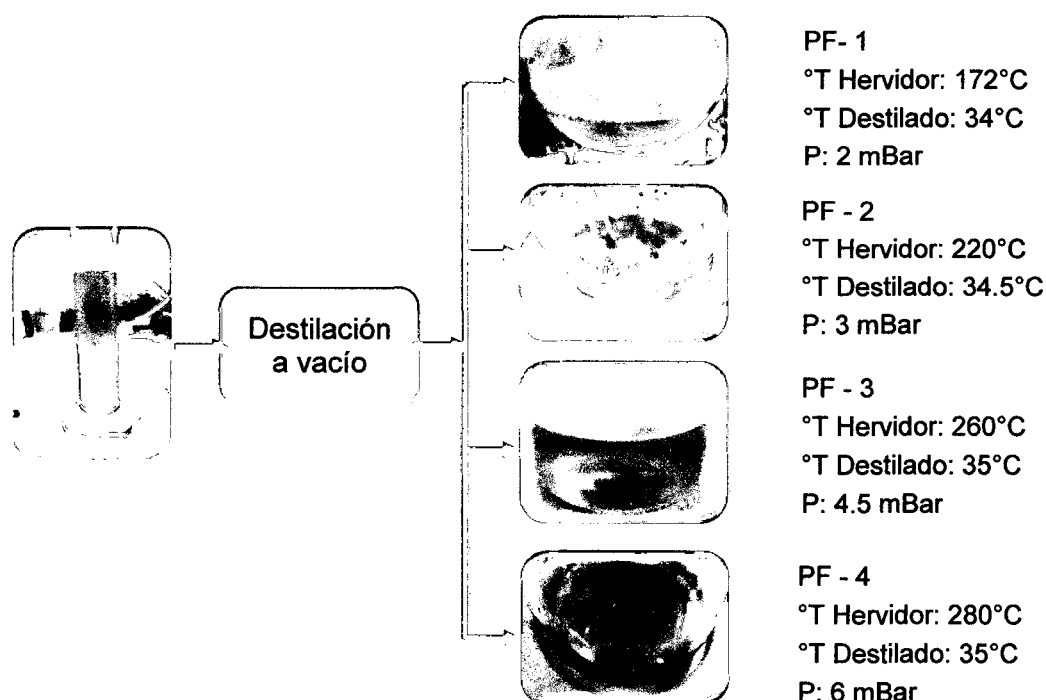 PF- 1
°T Hervidor: 172°C
°T Destilado: 34°C
P: 2 mBar
PF - 2
°T Hervidor: 220°C
°T Destilado: 34.5°C
P: 3 mBar
Destilación
a vacío
PF - 3
°T Hervidor: 260°C
°T Destilado: 35°C
P: 4.5 mBar
PF - 4
°T Hervidor: 280°C
°T Destilado: 35°C
P: 6 mBar